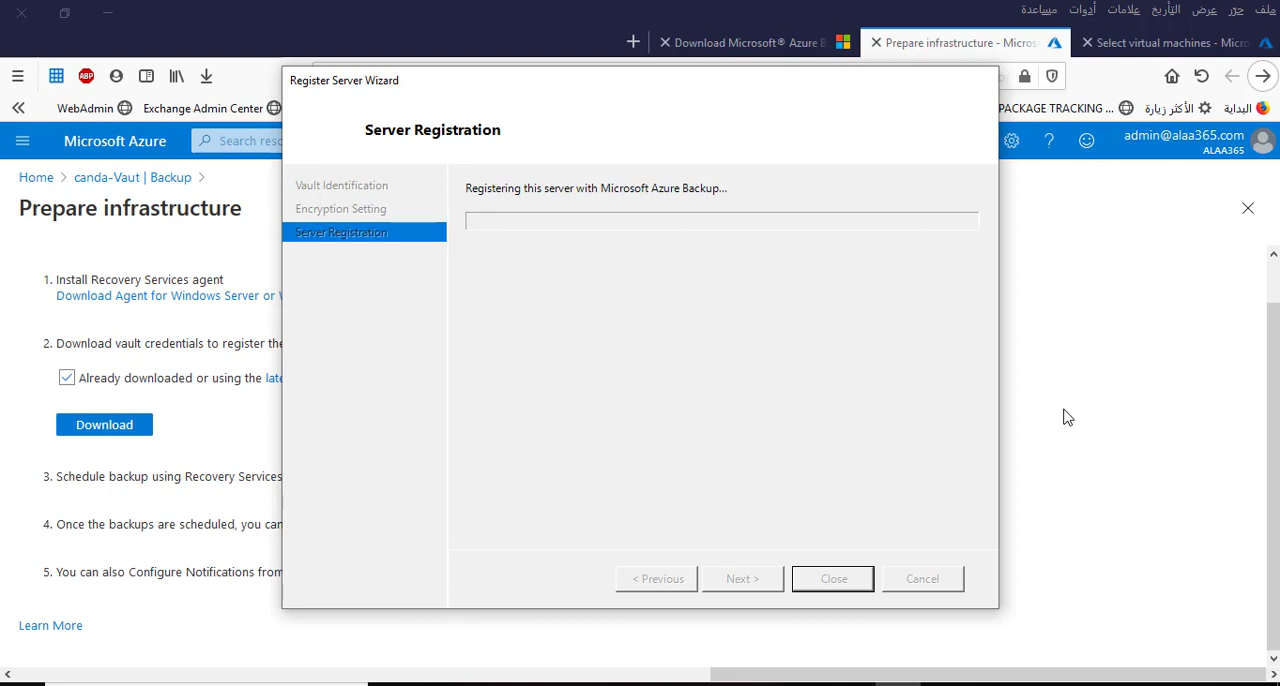 ملف حرّر عرض التأريخ علامات أدوات مساعدة
Download Microsoft® Azure B
Prepare infrastructure - Micros
Select virtual machines - Micro
ABP
WebAdmin
Exchange Admin Center
PACKAGE TRACKING ...
الأكثر زيارة
البداية
Microsoft Azure
Search reso
admin@alaa365.com
ALAA365
Home > canda-Vaut | Backup >
Prepare infrastructure
1. Install Recovery Services agent
Download Agent for Windows Server or W
2. Download vault credentials to register the
Already downloaded or using the late
Download
3. Schedule backup using Recovery Services
4. Once the backups are scheduled, you can
5. You can also Configure Notifications from
Learn More
Register Server Wizard
Server Registration
Vault Identification
Encryption Setting
Server Registration
Registering this server with Microsoft Azure Backup...
< Previous
Next >
Close
Cancel